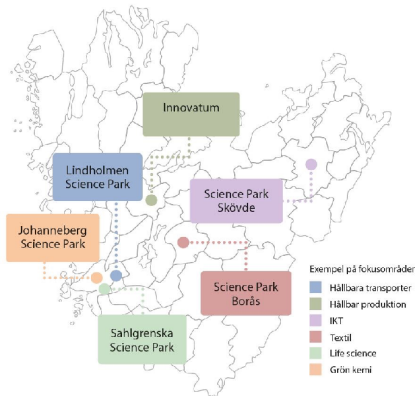 Innovatum
Lindholmen
Science Park
Science Park
Skövde
Johanneberg
Science Park
Science Park
Borås
Sahlgrenska
Science Park
Exempel på fokusområder
Hållbara transporter
Hållbar produktion
IKT
Textil
Life science
Grön kemi